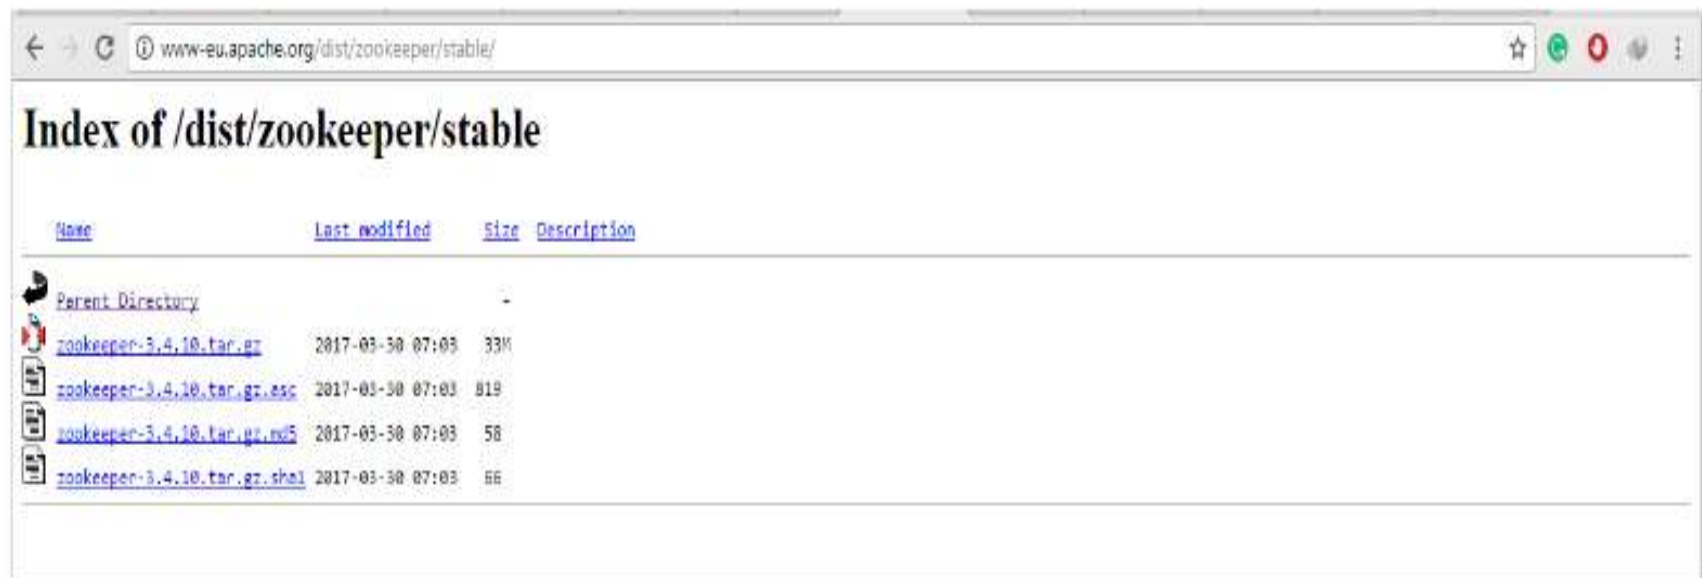 www-eu.apache.org/dist/zookeeper/stable/
Index of /dist/zookeeper/stable
Name Last modified Size Description
Parent Directory -
zookeeper-3.4.10.tar.gz 2017-03-30 07:03 33M
zookeeper-3.4.10.tar.gz.asc 2017-03-30 07:03 819
zookeeper-3.4.10.tar.gz.md5 2017-03-30 07:03 58
zookeeper-3.4.10.tar.gz.sha1 2017-03-30 07:03 66